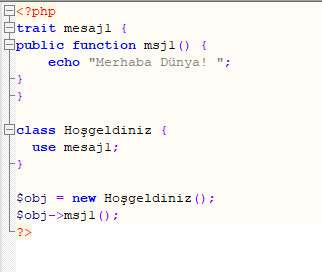 <?php
trait mesaj1 {
public function msj1() {
    echo "Merhaba Dünya! ";
}
}

class Hoşgeldiniz {
  use mesaj1;
}

$obj = new Hoşgeldiniz();
$obj->msj1();
?>